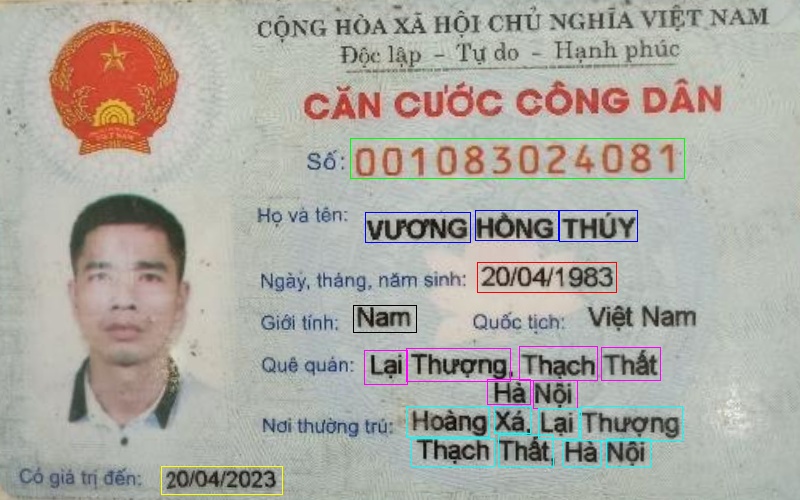 CỘNG HÒA XÃ HỘI CHỦ NGHĨA VIỆT NAM
Độc lập - Tự do - Hạnh phúc
CĂN CƯỚC CÔNG DÂN
Số: 001083024081
Họ và tên: VƯƠNG HỒNG THÚY
Ngày, tháng, năm sinh: 20/04/1983
Giới tính: Nam Quốc tịch: Việt Nam
Quê quán: Lại Thượng, Thạch Thất
Hà Nội
Nơi thường trú: Hoàng Xá, Lại Thượng
Thạch Thất, Hà Nội
Có giá trị đến: 20/04/2023